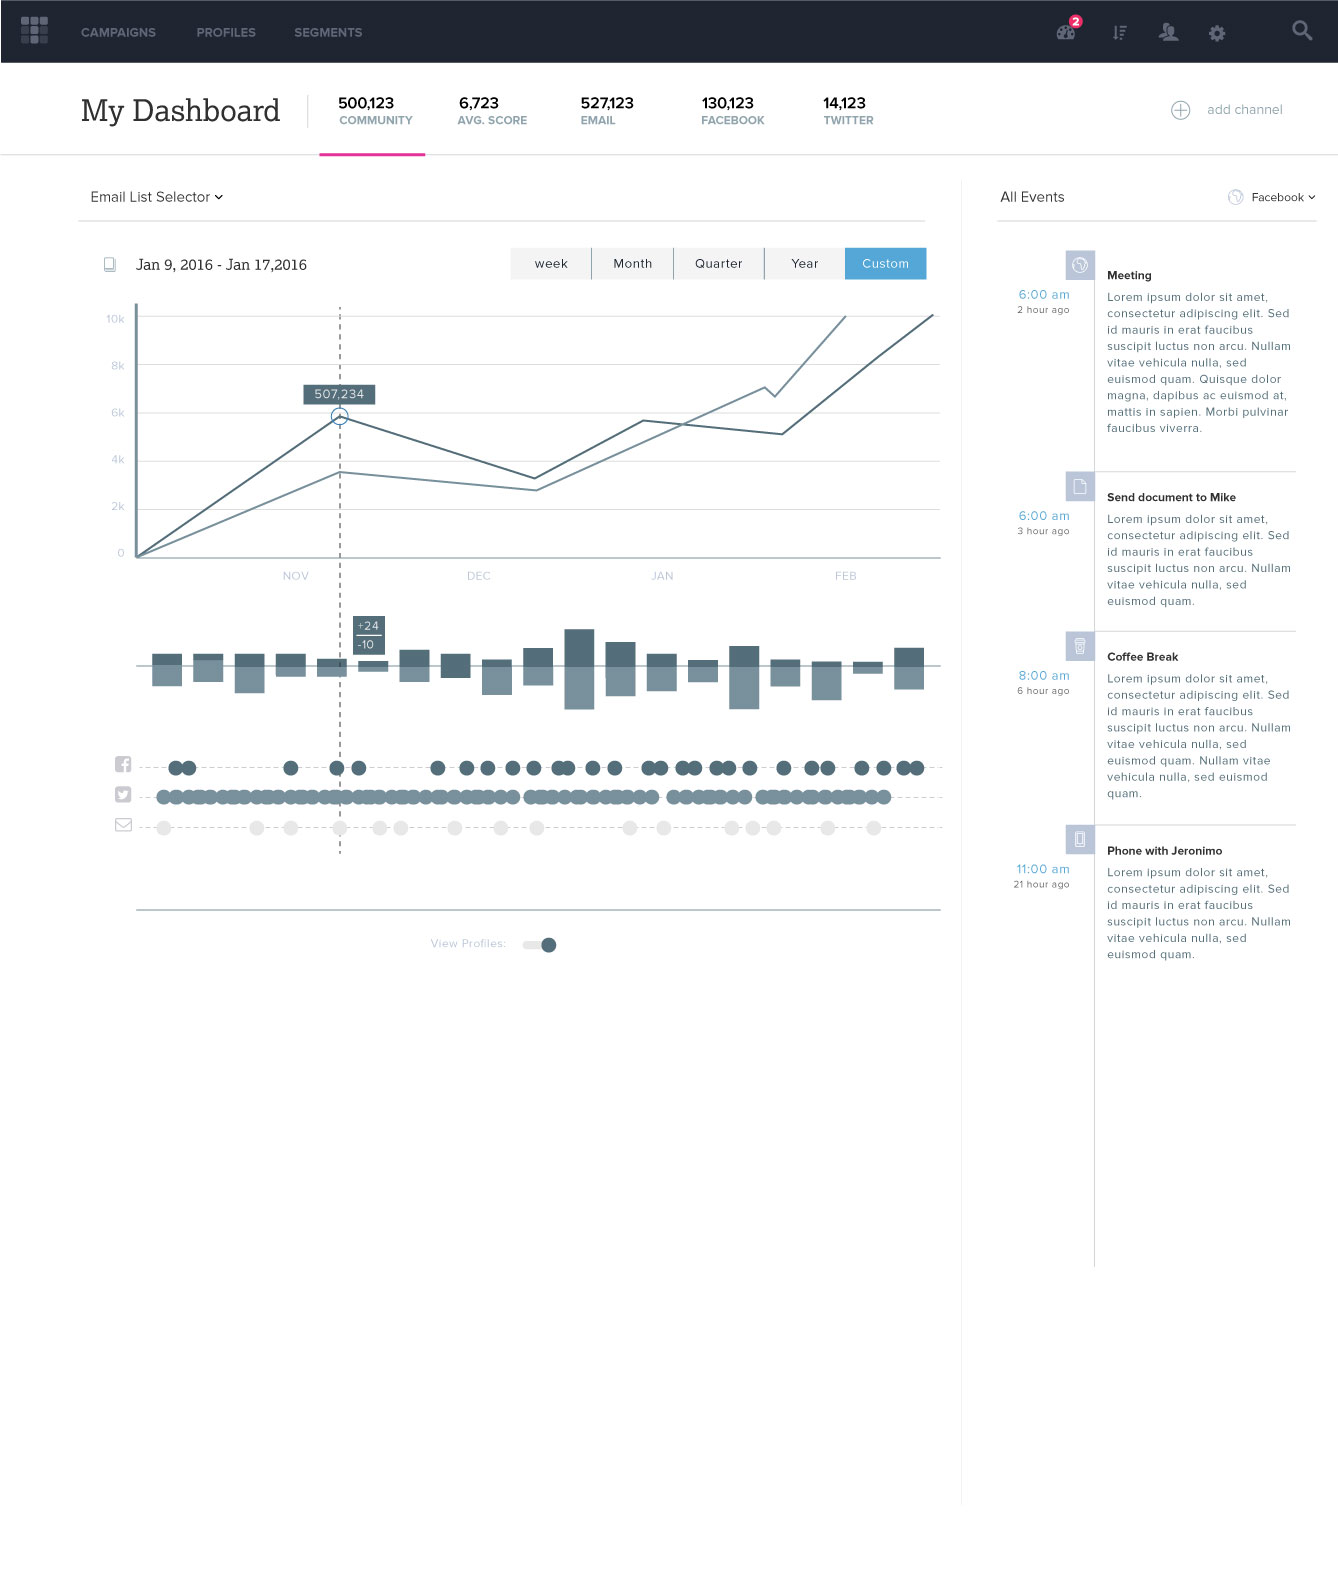 CAMPAIGNS PROFILES SEGMENTS 2
My Dashboard
500,123 6,723 527,123 130,123 14,123
COMMUNITY AVG. SCORE EMAIL FACEBOOK TWITTER
add channel
Email List Selector
Jan 9, 2016 - Jan 17,2016
week Month Quarter Year Custom
10k
8k
6k
4k
2k
0
507,234
NOV DEC JAN FEB
+24
-10
View Profiles:
All Events Facebook
6:00 am
2 hour ago
Meeting
Lorem ipsum dolor sit amet,
consectetur adipiscing elit. Sed
id mauris in erat faucibus
suscipit luctus non arcu. Nullam
vitae vehicula nulla, sed
euismod quam. Quisque dolor
magna, dapibus ac euismod at,
mattis in sapien. Morbi pulvinar
faucibus viverra.
6:00 am
3 hour ago
Send document to Mike
Lorem ipsum dolor sit amet,
consectetur adipiscing elit. Sed
id mauris in erat faucibus
suscipit luctus non arcu. Nullam
vitae vehicula nulla, sed
euismod quam.
8:00 am
6 hour ago
Coffee Break
Lorem ipsum dolor sit amet,
consectetur adipiscing elit. Sed
id mauris in erat faucibus
suscipit luctus non arcu. Nullam
vitae vehicula nulla, sed
euismod quam. Nullam vitae
vehicula nulla, sed euismod
quam.
11:00 am
21 hour ago
Phone with Jeronimo
Lorem ipsum dolor sit amet,
consectetur adipiscing elit. Sed
id mauris in erat faucibus
suscipit luctus non arcu. Nullam
vitae vehicula nulla, sed
euismod quam.